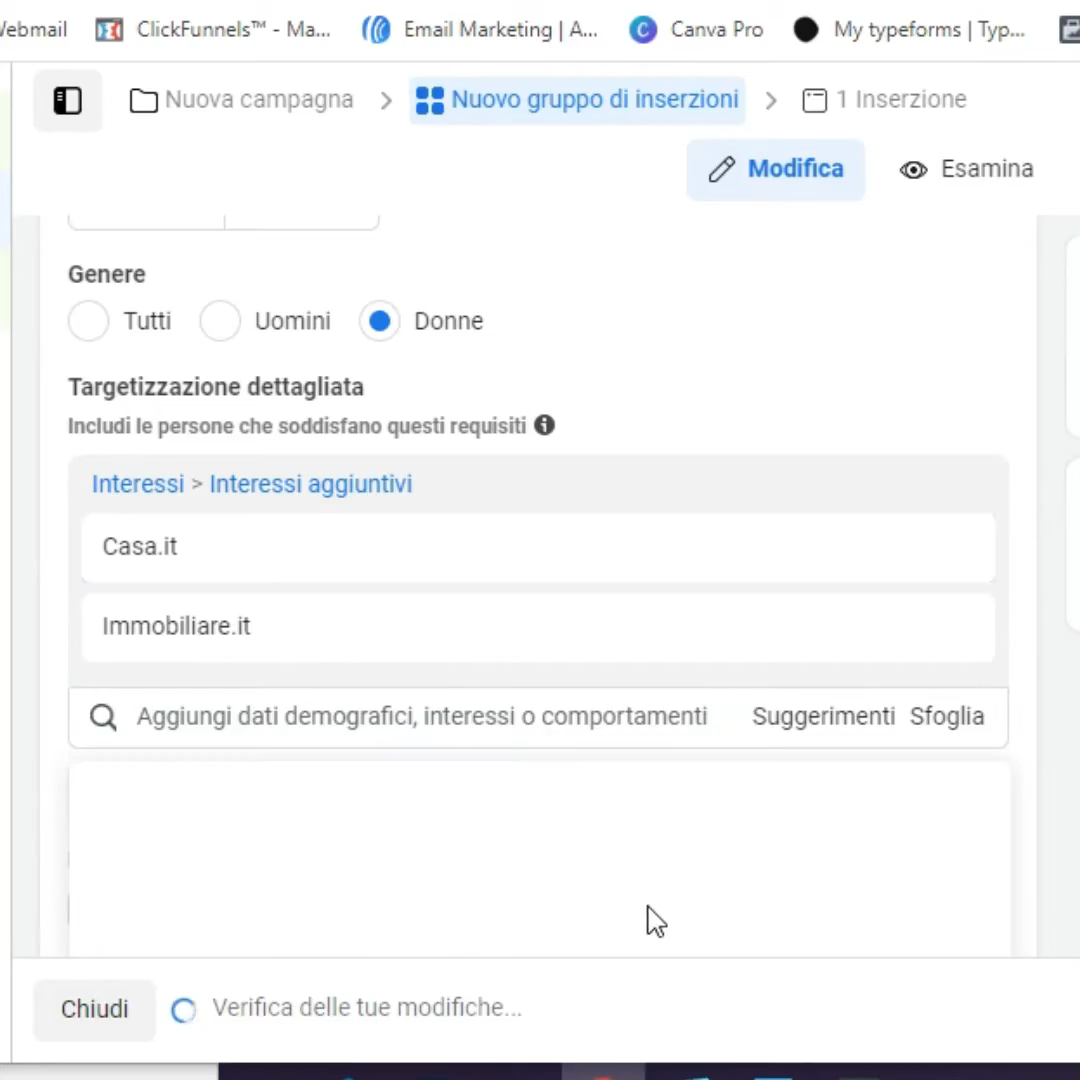 ebmail ClickFunnels™ - Ma... Email Marketing | A... Canva Pro My typeforms | Typ...
Nuova campagna > Nuovo gruppo di inserzioni > 1 Inserzione
Modifica Esamina
Genere
Tutti Uomini Donne
Targetizzazione dettagliata
Includi le persone che soddisfano questi requisiti
Interessi > Interessi aggiuntivi
Casa.it
Immobiliare.it
Aggiungi dati demografici, interessi o comportamenti Suggerimenti Sfoglia
Chiudi Verifica delle tue modifiche...